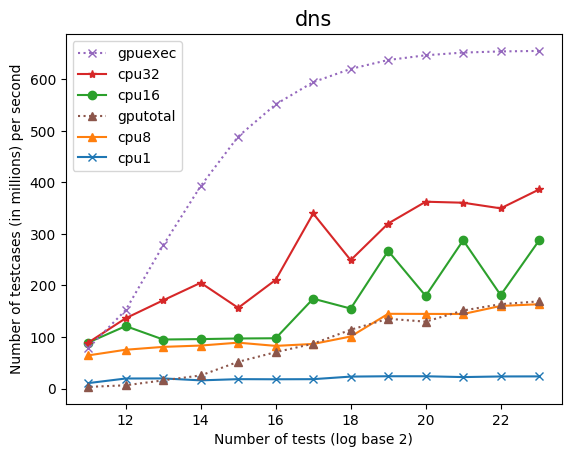 dns
gpuexec
cpu32
cpu16
gputotal
cpu8
cpu1
Number of testcases (in millions) per second
600
500
400
300
200
100
0
12 14 16 18 20 22
Number of tests (log base 2)